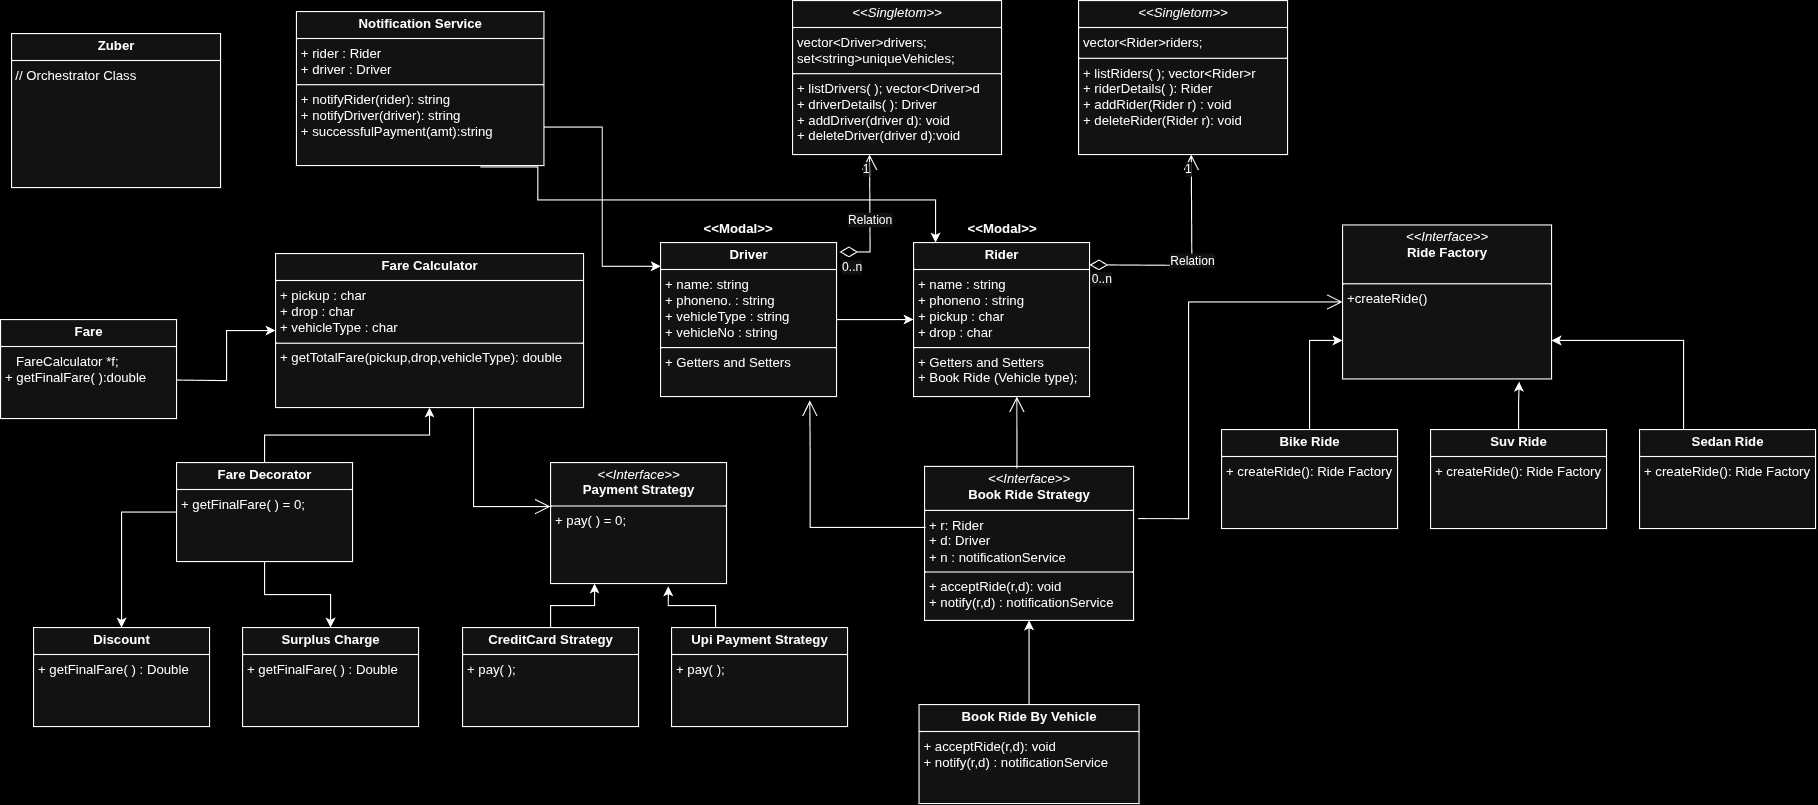 Zuber
// Orchestrator Class
Notification Service
+ rider : Rider
+ driver : Driver
+ notifyRider(rider): string
+ notifyDriver(driver): string
+ successfulPayment(amt):string
<<Singletom>>
vector<Driver>drivers;
set<string>uniqueVehicles;
+ listDrivers( ); vector<Driver>d
+ driverDetails( ): Driver
+ addDriver(driver d): void
+ deleteDriver(driver d):void
<<Singletom>>
vector<Rider>riders;
+ listRiders( ); vector<Rider>r
+ riderDetails( ): Rider
+ addRider(Rider r) : void
+ deleteRider(Rider r): void
1
Relation
0..n
1
Relation
0..n
<<Modal>>
Driver
+ name: string
+ phoneno. : string
+ vehicleType : string
+ vehicleNo : string
+ Getters and Setters
<<Modal>>
Rider
+ name : string
+ phoneno : string
+ pickup : char
+ drop : char
+ Getters and Setters
+ Book Ride (Vehicle type);
<<Interface>>
Ride Factory
+createRide()
Fare Calculator
+ pickup : char
+ drop : char
+ vehicleType : char
+ getTotalFare(pickup,drop,vehicleType): double
Fare
FareCalculator *f;
+ getFinalFare( ):double
Fare Decorator
+ getFinalFare( ) = 0;
<<Interface>>
Payment Strategy
+ pay( ) = 0;
<<Interface>>
Book Ride Strategy
+ r: Rider
+ d: Driver
+ n : notificationService
+ acceptRide(r,d): void
+ notify(r,d) : notificationService
Bike Ride
+ createRide(): Ride Factory
Suv Ride
+ createRide(): Ride Factory
Sedan Ride
+ createRide(): Ride Factory
Discount
+ getFinalFare( ) : Double
Surplus Charge
+ getFinalFare( ) : Double
CreditCard Strategy
+ pay( );
Upi Payment Strategy
+ pay( );
Book Ride By Vehicle
+ acceptRide(r,d): void
+ notify(r,d) : notificationService